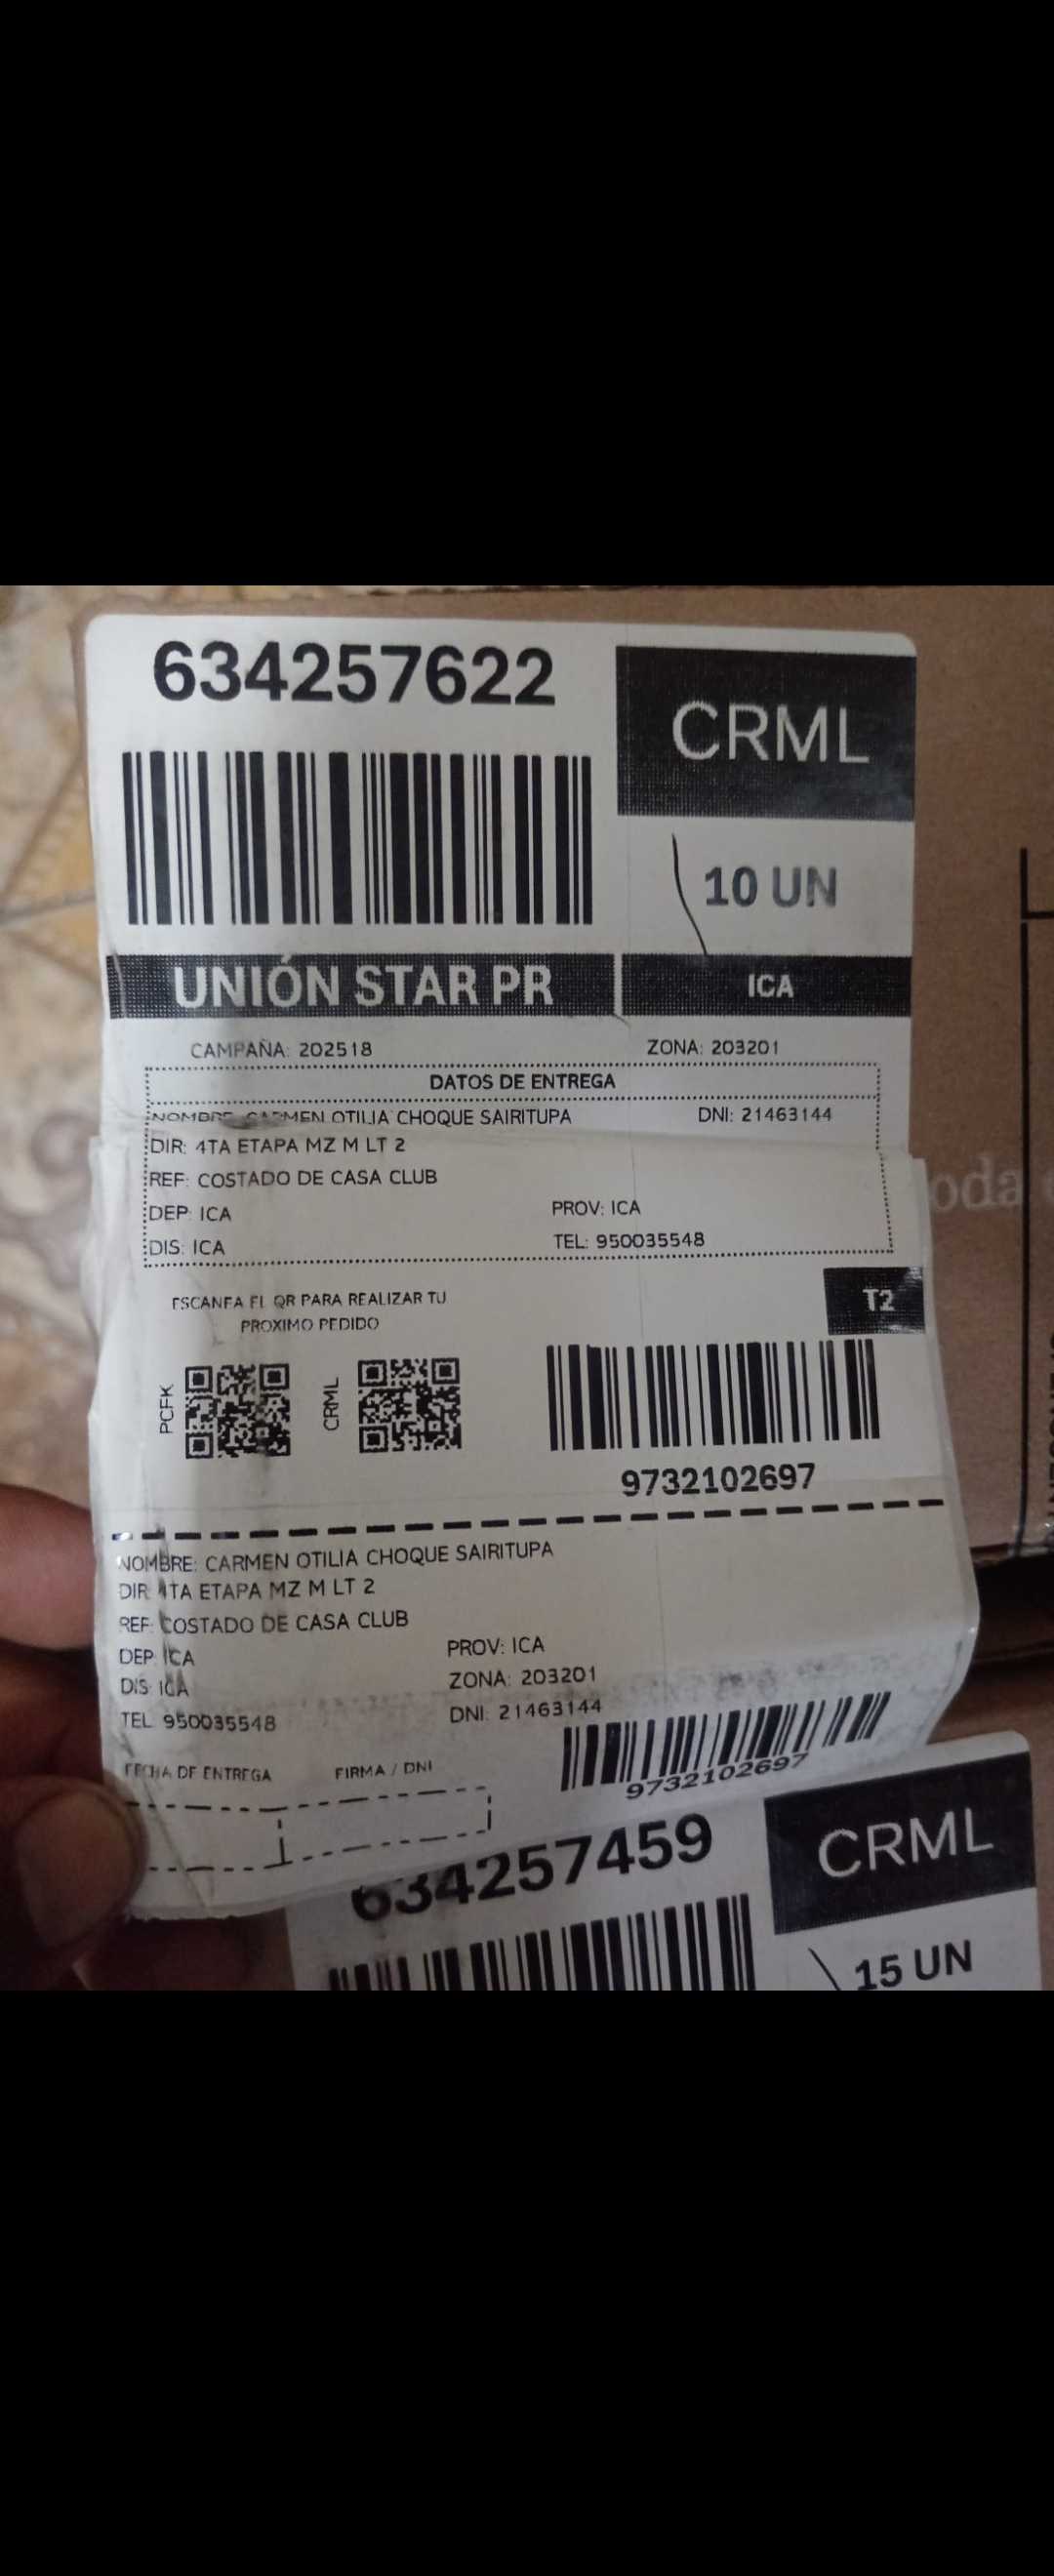 634257622
CRML
10 UN
UNIÓN STAR PR
ICA
CAMPAÑA: 202518
ZONA: 203201
DATOS DE ENTREGA
NOMBRE: CARMEN OTILIA CHOQUE SAIRITUPA
DNI: 21463144
DIR: 4TA ETAPA MZ M LT 2
REF: COSTADO DE CASA CLUB
DEP: ICA
PROV: ICA
DIS: ICA
TEL: 950035548
ESCANEA EL QR PARA REALIZAR TU
PROXIMO PEDIDO
T2
PCFK
CRML
9732102697
NOMBRE: CARMEN OTILIA CHOQUE SAIRITUPA
DIR: 4TA ETAPA MZ M LT 2
REF: COSTADO DE CASA CLUB
DEP: ICA
PROV: ICA
DIS: ICA
ZONA: 203201
TEL: 950035548
DNI: 21463144
FECHA DE ENTREGA
FIRMA / DNI
9732102697
634257459
CRML
15 UN